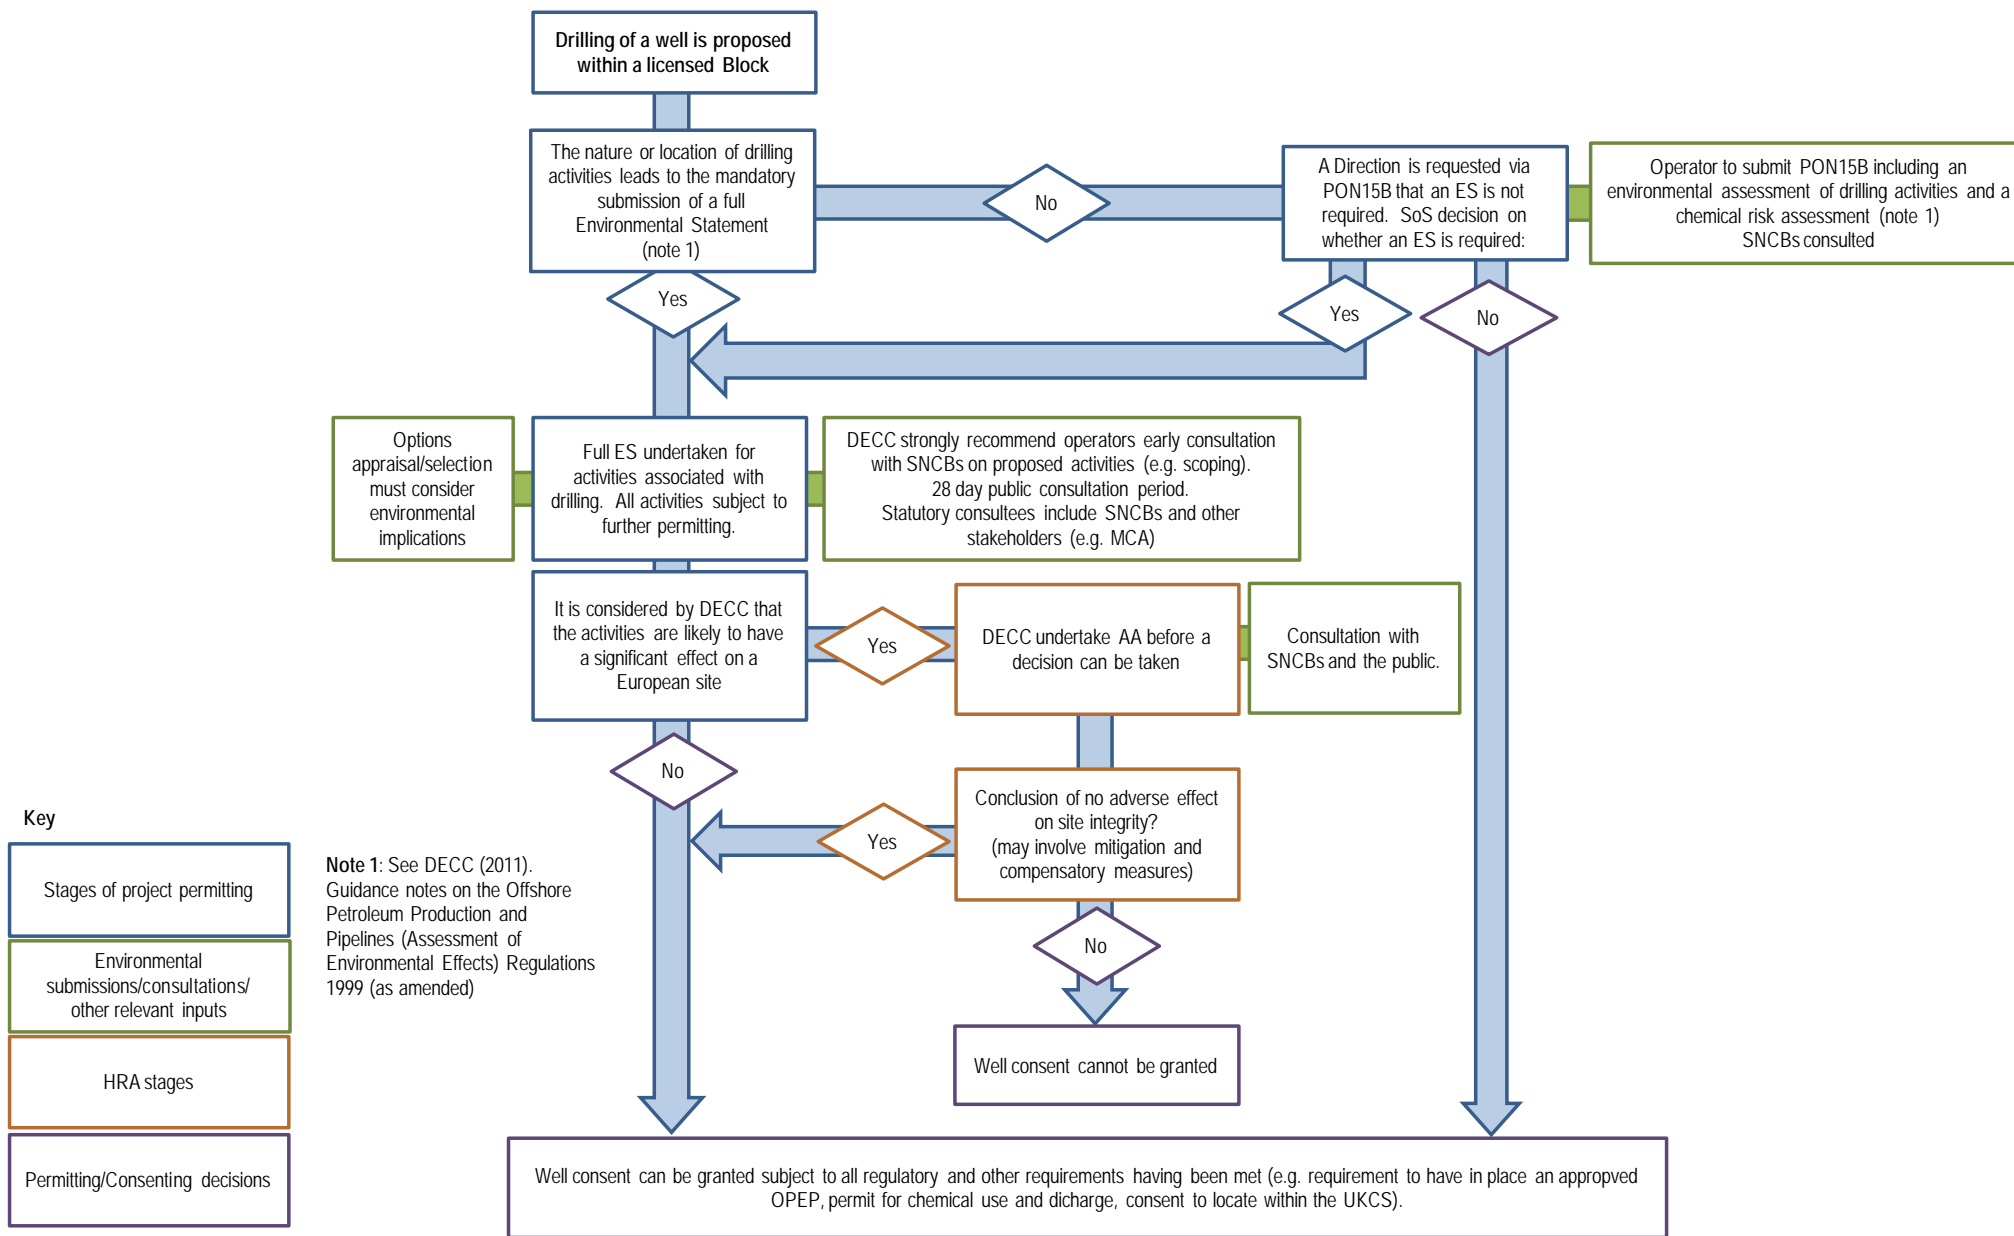 Drilling of a well is proposed
within a licensed Block
The nature or location of drilling
activities leads to the mandatory
submission of a full
Environmental Statement
(note 1)
No
A Direction is requested via
PON15B that an ES is not
required. SoS decision on
whether an ES is required:
Operator to submit PON15B including an
environmental assessment of drilling activities and a
chemical risk assessment (note 1)
SNCBs consulted
Yes
Yes
No
Options
appraisal/selection
must consider
environmental
implications
Full ES undertaken for
activities associated with
drilling. All activities subject to
further permitting.
DECC strongly recommend operators early consultation
with SNCBs on proposed activities (e.g. scoping).
28 day public consultation period.
Statutory consultees include SNCBs and other
stakeholders (e.g. MCA)
It is considered by DECC that
the activities are likely to have
a significant effect on a
European site
Yes
DECC undertake AA before a
decision can be taken
Consultation with
SNCBs and the public.
No
Yes
Conclusion of no adverse effect
on site integrity?
(may involve mitigation and
compensatory measures)
No
Well consent cannot be granted
Well consent can be granted subject to all regulatory and other requirements having been met (e.g. requirement to have in place an appropved
OPEP, permit for chemical use and dicharge, consent to locate within the UKCS).
Key
Stages of project permitting
Environmental
submissions/consultations/
other relevant inputs
HRA stages
Permitting/Consenting decisions
Note 1: See DECC (2011).
Guidance notes on the Offshore
Petroleum Production and
Pipelines (Assessment of
Environmental Effects) Regulations
1999 (as amended)